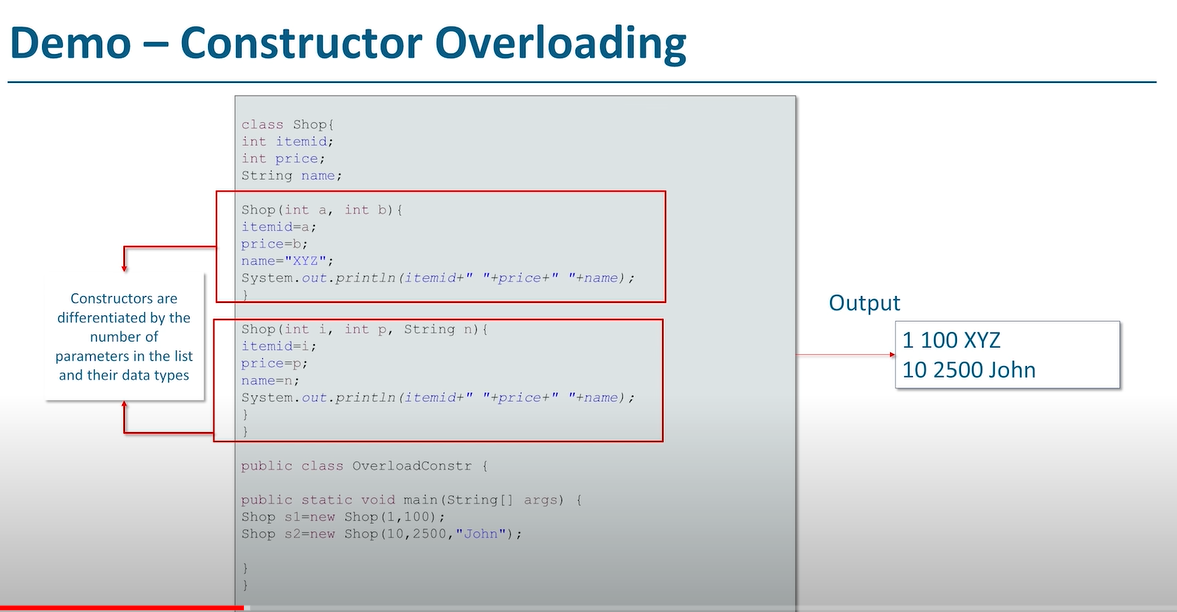 Demo – Constructor Overloading
class Shop{
int itemid;
int price;
String name;
Shop(int a, int b){
itemid=a;
price=b;
name="XYZ";
System.out.println(itemid+" "+price+" "+name);
}
Shop(int i, int p, String n){
itemid=i;
price=p;
name=n;
System.out.println(itemid+" "+price+" "+name);
}
}
public class OverloadConstr {
public static void main(String[] args) {
Shop s1=new Shop(1,100);
Shop s2=new Shop(10,2500,"John");
}
}
Constructors are
differentiated by the
number of
parameters in the list
and their data types
Output
1 100 XYZ
10 2500 John